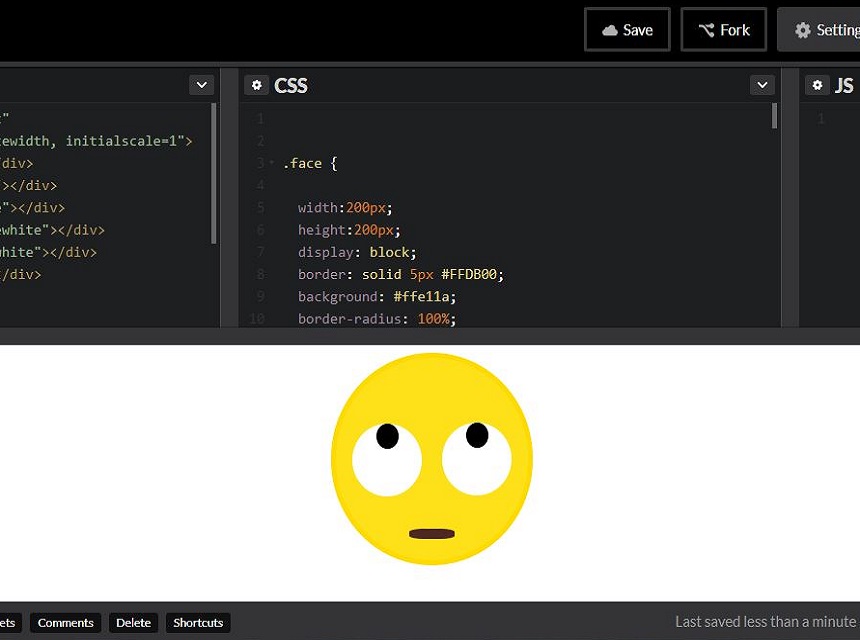 Save
Fork
Setting
CSS
JS
"
ewidth, initialscale=1">
div>
></div>
"></div>
white"></div>
hite"></div>
/div>
1
2
3
.face {
4
5
width:200px;
6
height:200px;
7
display: block;
8
border: solid 5px #FFDB00;
9
background: #ffe11a;
10
border-radius: 100%;
1
ets
Comments
Delete
Shortcuts
Last saved less than a minute